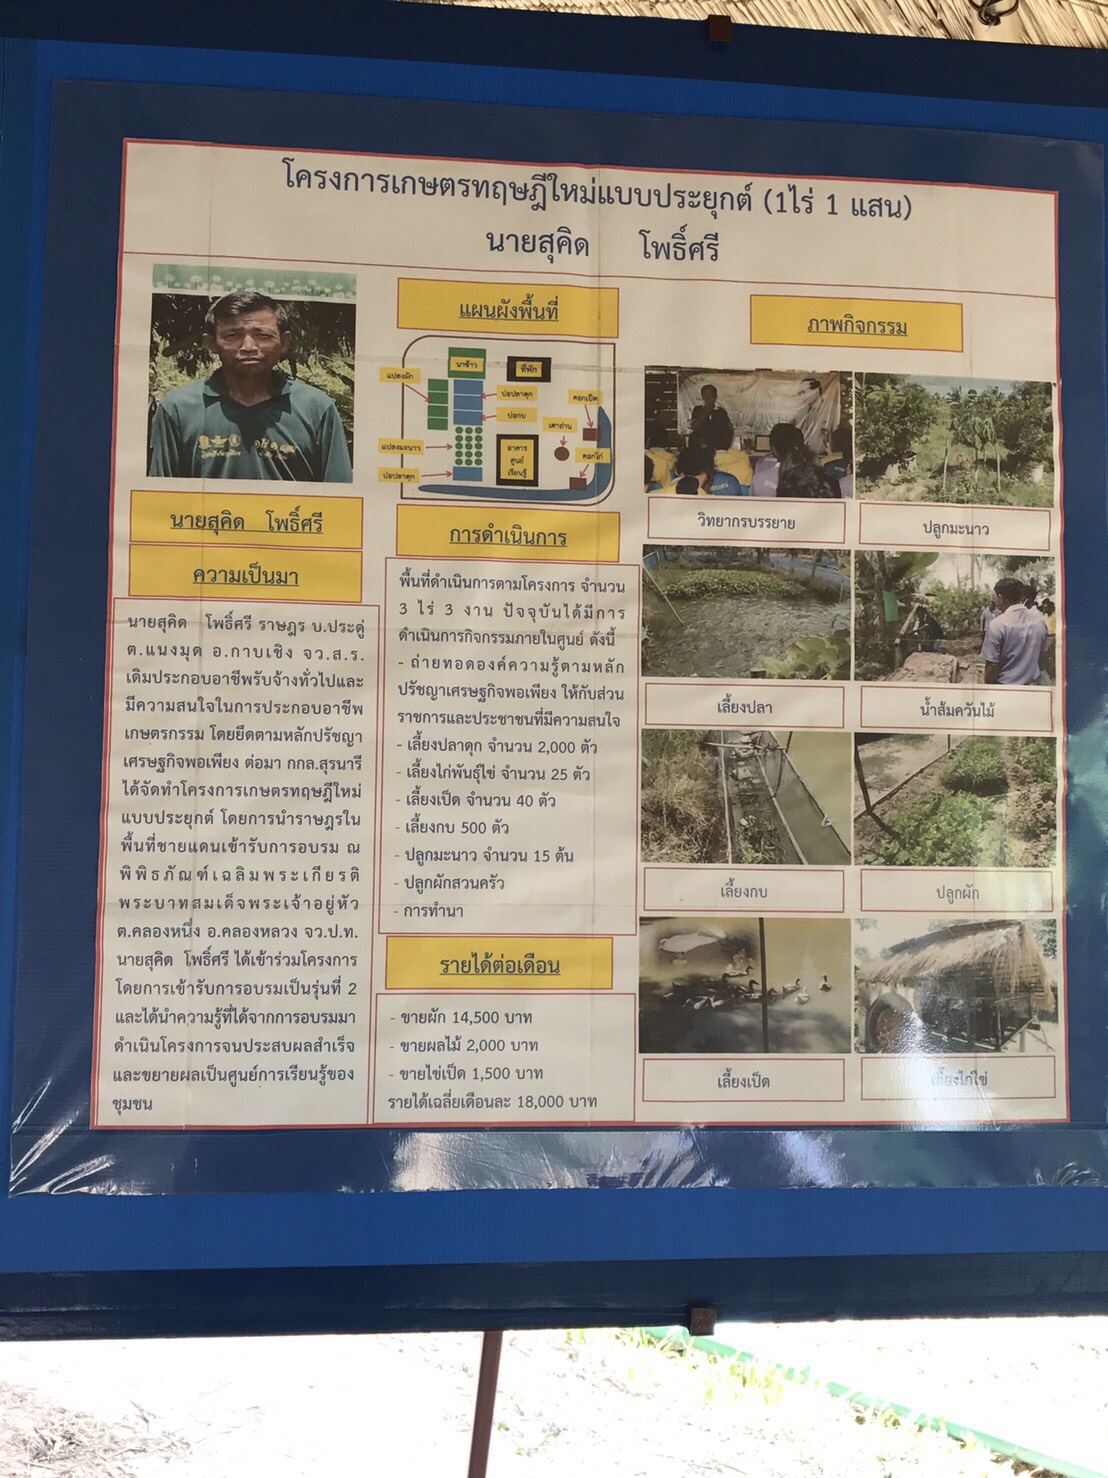 โครงการเกษตรทฤษฎีใหม่แบบประยุกต์ (1ไร่ 1 แสน)
นายสุคิด โพธิ์ศรี
นายสุคิด โพธิ์ศรี
ความเป็นมา
นายสุคิด โพธิ์ศรี ราษฎร บ.ประดู่
ต.แนงมุด อ.กาบเชิง จว.ส.ร.
เดิมประกอบอาชีพรับจ้างทั่วไปและ
มีความสนใจในการประกอบอาชีพ
เกษตรกรรม โดยยึดตามหลักปรัชญา
เศรษฐกิจพอเพียง ต่อมา กกล.สุรนารี
ได้จัดทำโครงการเกษตรทฤษฎีใหม่
แบบประยุกต์ โดยการนำราษฎรใน
พื้นที่ชายแดนเข้ารับการอบรม ณ
พิพิธภัณฑ์เฉลิมพระเกียรติ
พระบาทสมเด็จพระเจ้าอยู่หัว
ต.คลองหนึ่ง อ.คลองหลวง จว.ป.ท.
นายสุคิด โพธิ์ศรี ได้เข้าร่วมโครงการ
โดยการเข้ารับการอบรมเป็นรุ่นที่ 2
และได้นำความรู้ที่ได้จากการอบรมมา
ดำเนินโครงการจนประสบผลสำเร็จ
และขยายผลเป็นศูนย์การเรียนรู้ของ
ชุมชน
แผนผังพื้นที่
นาข้าว
ที่พัก
แปลงผัก
บ่อปลาดุก
คอกเป็ด
บ่อกบ
เตาถ่าน
แปลงมะนาว
อาคาร
ศูนย์
เรียนรู้
คอกไก่
บ่อปลาดุก
การดำเนินการ
พื้นที่ดำเนินการตามโครงการ จำนวน
3 ไร่ 3 งาน ปัจจุบันได้มีการ
ดำเนินการกิจกรรมภายในศูนย์ ดังนี้
- ถ่ายทอดองค์ความรู้ตามหลัก
ปรัชญาเศรษฐกิจพอเพียง ให้กับส่วน
ราชการและประชาชนที่มีความสนใจ
- เลี้ยงปลาดุก จำนวน 2,000 ตัว
- เลี้ยงไก่พันธุ์ไข่ จำนวน 25 ตัว
- เลี้ยงเป็ด จำนวน 40 ตัว
- เลี้ยงกบ 500 ตัว
- ปลูกมะนาว จำนวน 15 ต้น
- ปลูกผักสวนครัว
- การทำนา
รายได้ต่อเดือน
- ขายผัก 14,500 บาท
- ขายผลไม้ 2,000 บาท
- ขายไข่เป็ด 1,500 บาท
รายได้เฉลี่ยเดือนละ 18,000 บาท
ภาพกิจกรรม
วิทยากรบรรยาย
ปลูกมะนาว
เลี้ยงปลา
น้ำส้มควันไม้
เลี้ยงกบ
ปลูกผัก
เลี้ยงเป็ด
เลี้ยงไก่ไข่